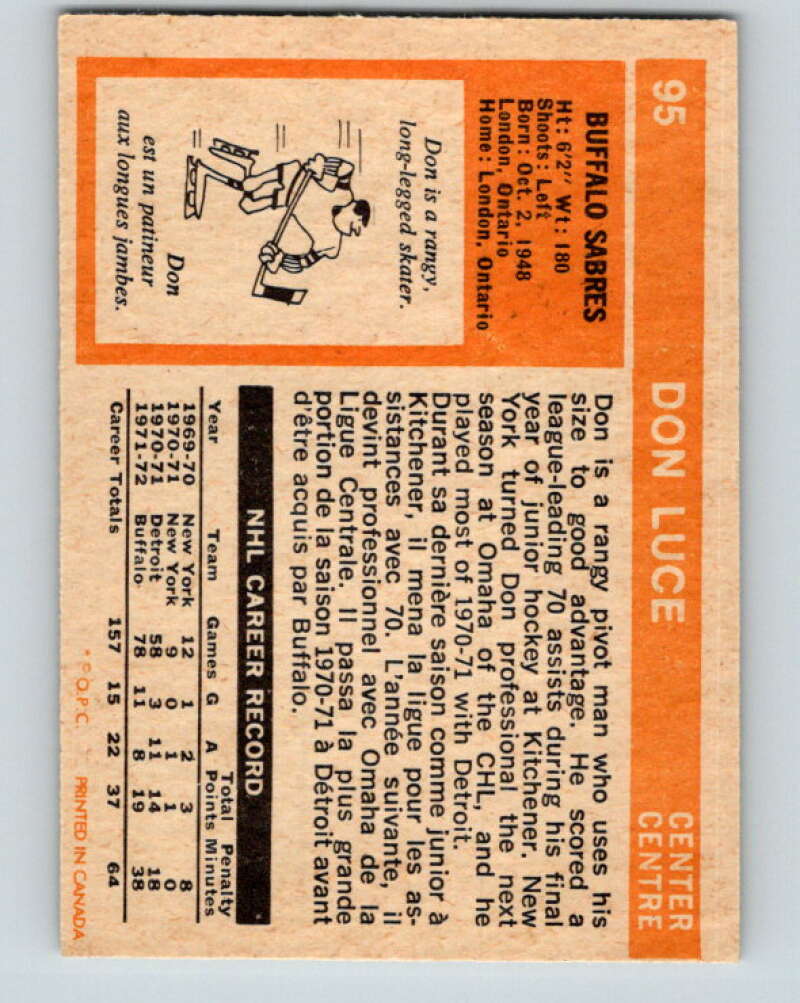 95 DON LUCE CENTER
CENTRE
BUFFALO SABRES
Ht: 6'2" Wt: 180
Shoots: Left
Born: Oct. 2, 1948
London, Ontario
Home: London, Ontario
Don is a rangy,
long-legged skater.
Don
est un patineur
aux longues jambes.
Don is a rangy pivot man who uses his
size to good advantage. He scored a
league-leading 70 assists during his final
year of junior hockey at Kitchener. New
York turned Don professional the next
season at Omaha of the CHL, and he
played most of 1970-71 with Detroit.
Durant sa dernière saison comme junior à
Kitchener, il mena la ligue pour les as-
sistances avec 70. L'année suivante, il
devint professionnel avec Omaha de la
Ligue Centrale. Il passa la plus grande
portion de la saison 1970-71 à Détroit avant
d'être acquis par Buffalo.
NHL CAREER RECORD
Total Penalty
Year Team Games G A Points Minutes
1969-70 New York 12 1 2 3 8
1970-71 New York 9 0 1 1 0
1970-71 Detroit 58 3 11 14 18
1971-72 Buffalo 78 11 8 19 38
Career Totals 157 15 22 37 64
* © O.P.C. PRINTED IN CANADA